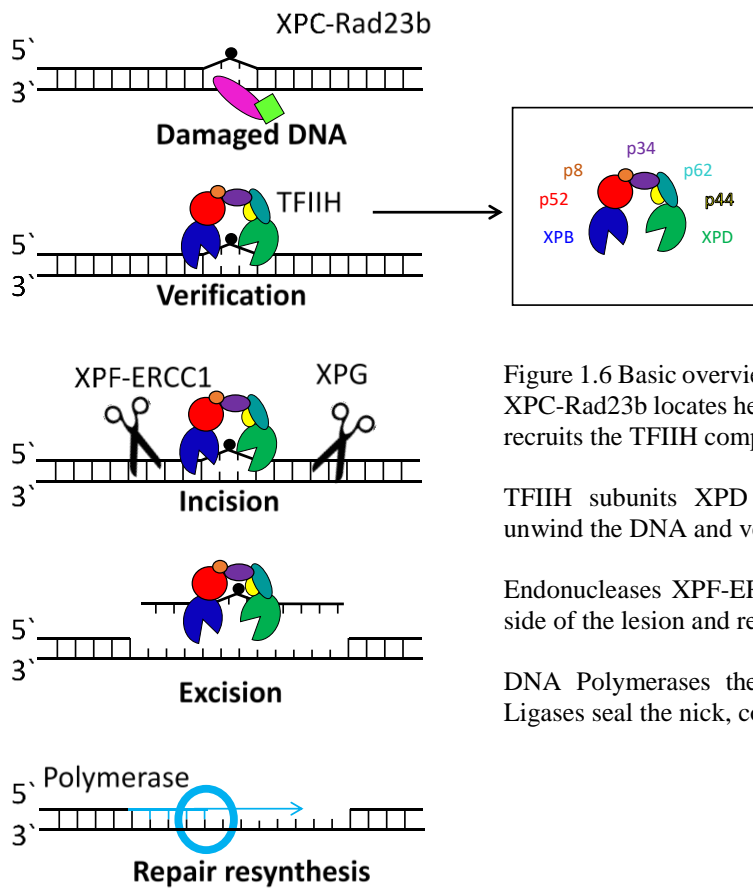 XPC-Rad23b
5`
3`
Damaged DNA
TFIIH
5`
3`
Verification
p34
p8
p62
p52
p44
XPB
XPD
XPF-ERCC1
XPG
5`
3`
Incision
5`
3`
Excision
Polymerase
5`
3`
Repair resynthesis
Figure 1.6 Basic overvie
XPC-Rad23b locates he
recruits the TFIIH comp
TFIIH subunits XPD
unwind the DNA and ve
Endonucleases XPF-E
side of the lesion and re
DNA Polymerases the
Ligases seal the nick, co